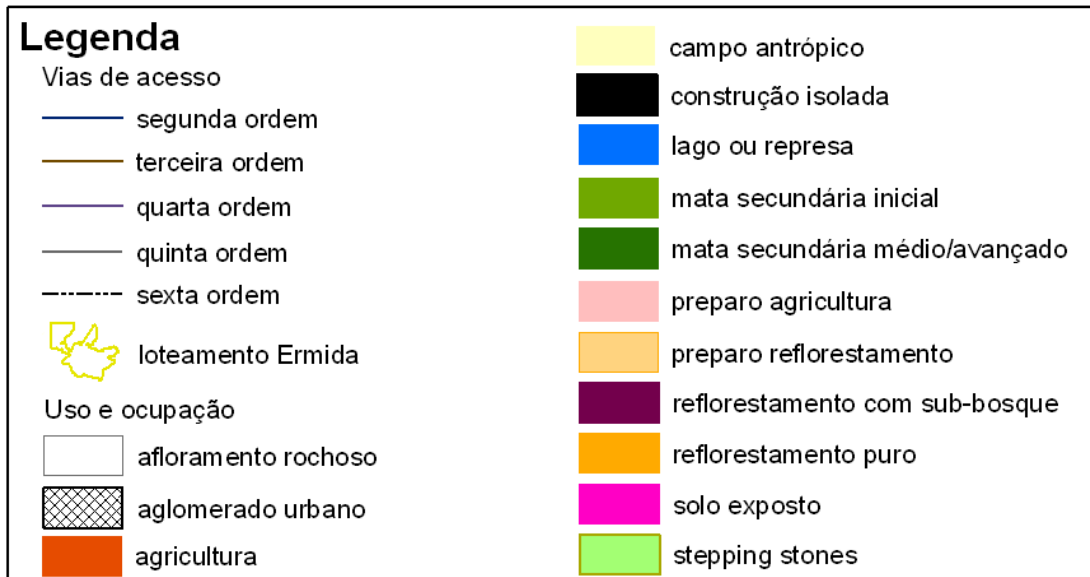 Legenda
Vias de acesso
segunda ordem
terceira ordem
quarta ordem
quinta ordem
sexta ordem
loteamento Ermida
Uso e ocupação
afloramento rochoso
aglomerado urbano
agricultura
campo antrópico
construção isolada
lago ou represa
mata secundária inicial
mata secundária médio/avançado
preparo agricultura
preparo reflorestamento
reflorestamento com sub-bosque
reflorestamento puro
solo exposto
stepping stones